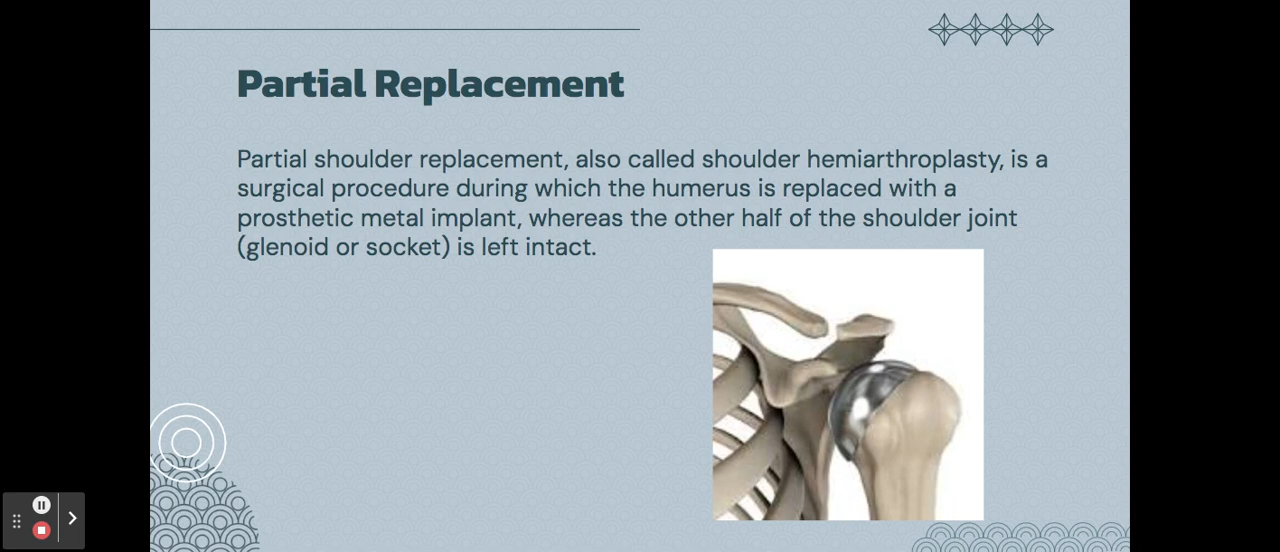 Partial Replacement
Partial shoulder replacement, also called shoulder hemiarthroplasty, is a
surgical procedure during which the humerus is replaced with a
prosthetic metal implant, whereas the other half of the shoulder joint
(glenoid or socket) is left intact.